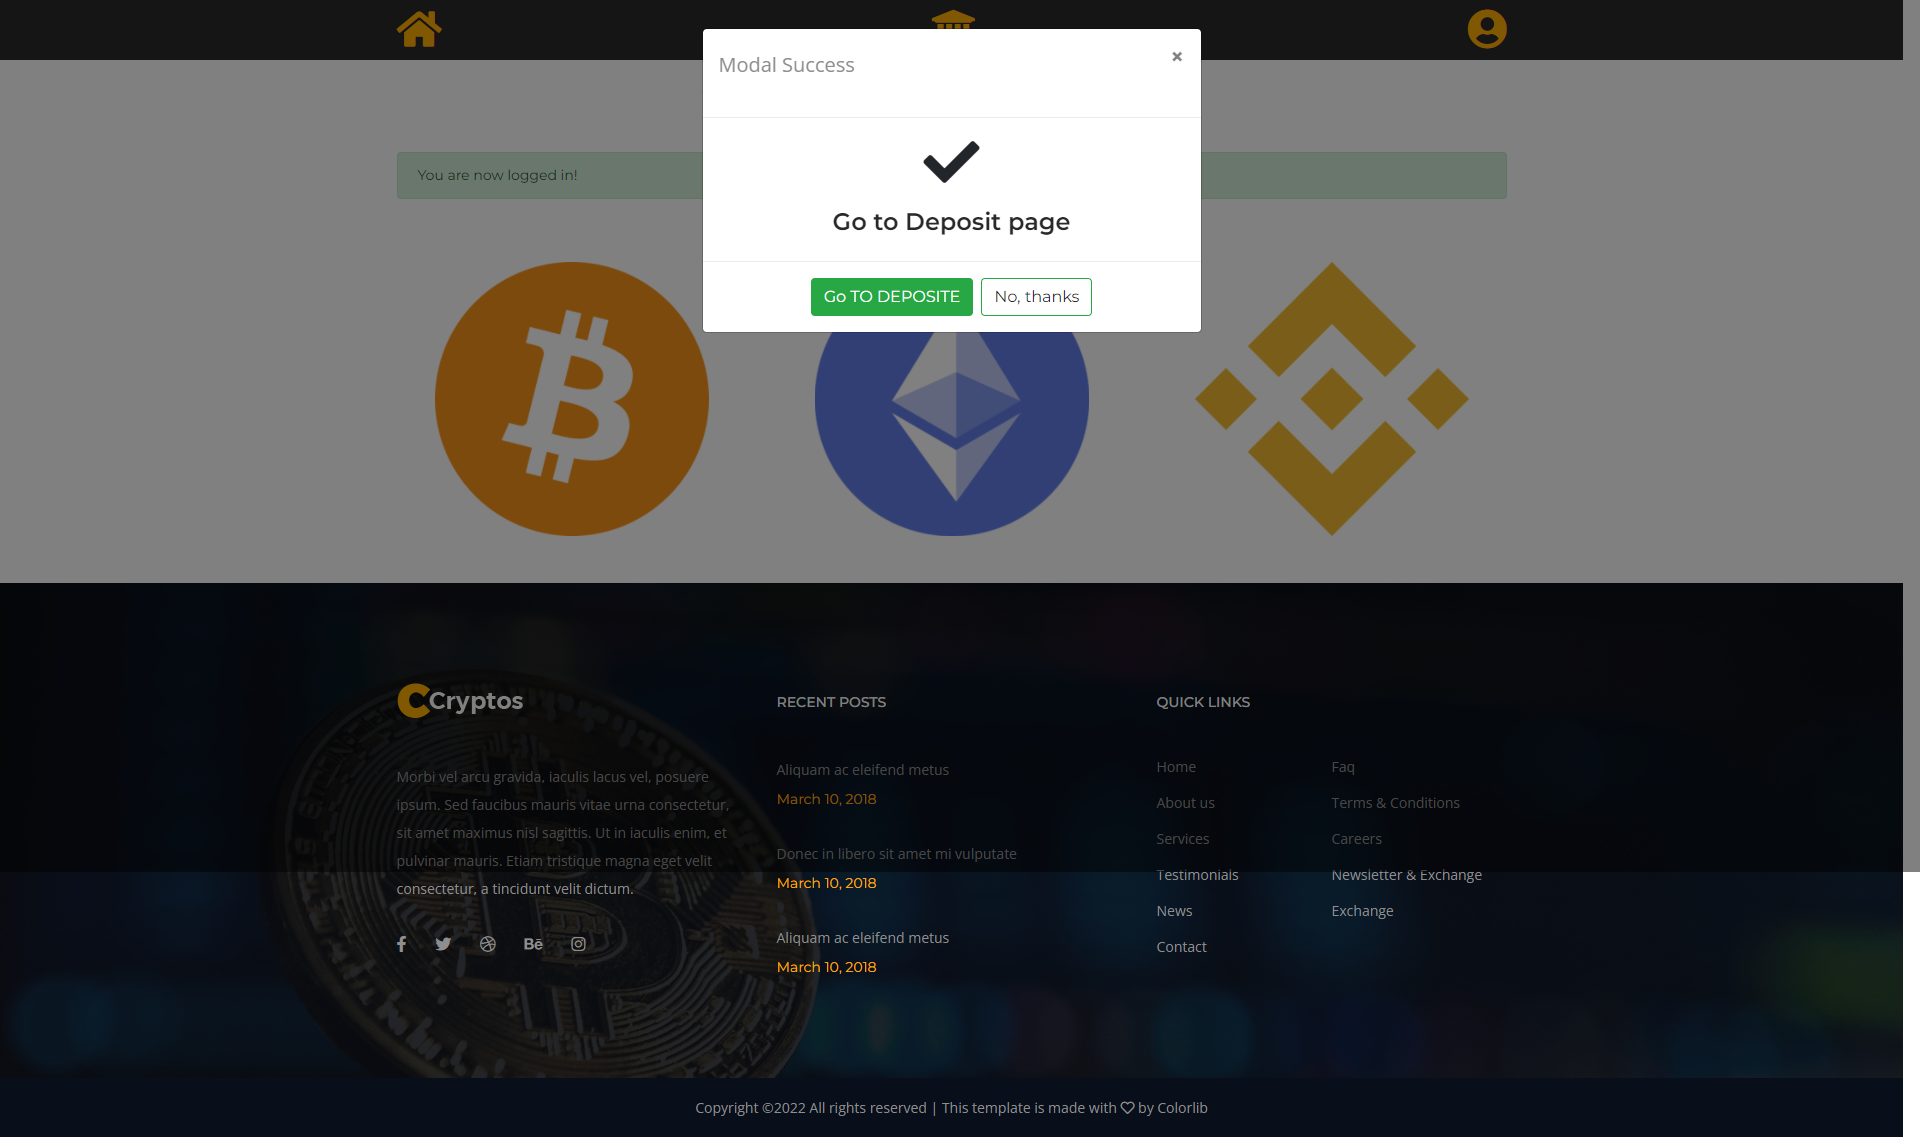 Modal Success
×
You are now logged in!
Go to Deposit page
Go TO DEPOSITE
No, thanks
Cryptos
Morbi vel arcu gravida, iaculis lacus vel, posuere
ipsum. Sed faucibus mauris vitae urna consectetur,
sit amet maximus nisl sagittis. Ut in iaculis enim, et
pulvinar mauris. Etiam tristique magna eget velit
consectetur, a tincidunt velit dictum.
Bē
RECENT POSTS
Aliquam ac eleifend metus
March 10, 2018
Donec in libero sit amet mi vulputate
March 10, 2018
Aliquam ac eleifend metus
March 10, 2018
QUICK LINKS
Home
About us
Services
Testimonials
News
Contact
Faq
Terms & Conditions
Careers
Newsletter & Exchange
Exchange
Copyright ©2022 All rights reserved | This template is made with ♡ by Colorlib